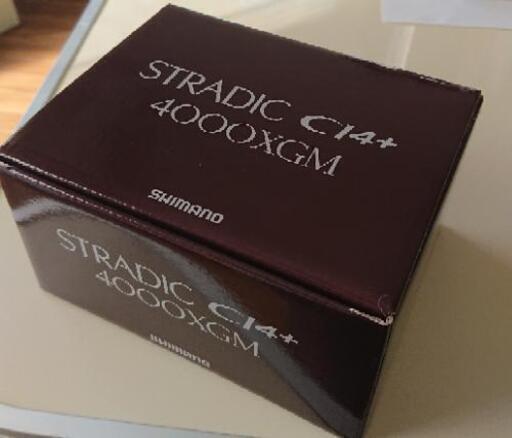 STRADIC CI4+
4000XGM
SHIMANO
STRADIC CI4+
4000XGM
SHIMANO